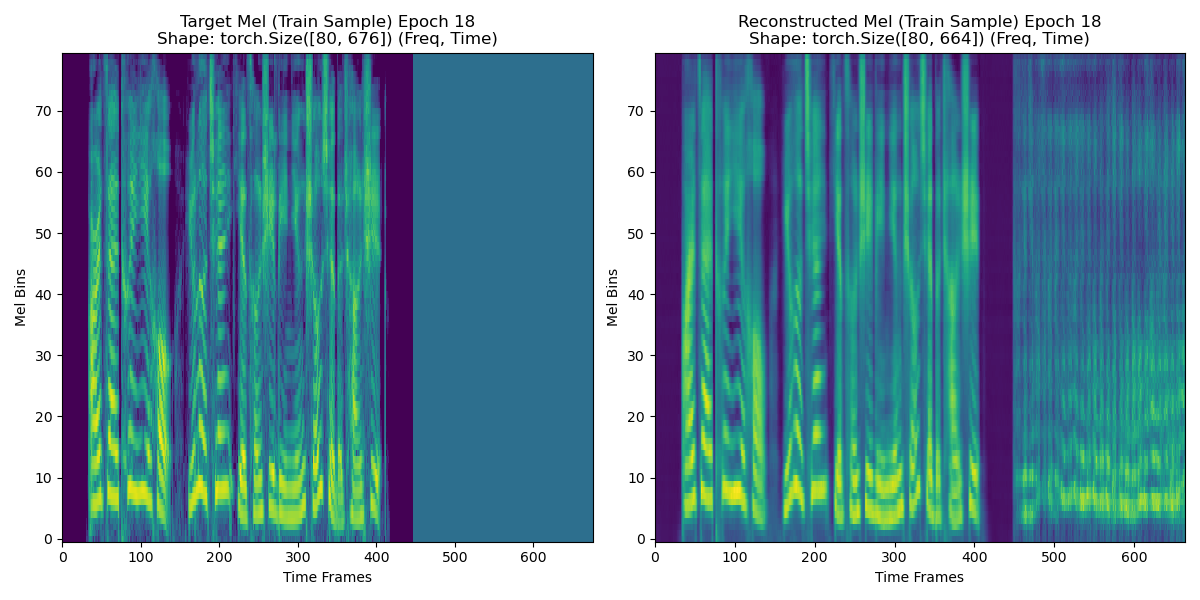 Target Mel (Train Sample) Epoch 18
Shape: torch.Size([80, 676]) (Freq, Time)
Mel Bins
70
60
50
40
30
20
10
0
0 100 200 300 400 500 600
Time Frames
Reconstructed Mel (Train Sample) Epoch 18
Shape: torch.Size([80, 664]) (Freq, Time)
Mel Bins
70
60
50
40
30
20
10
0
0 100 200 300 400 500 600
Time Frames